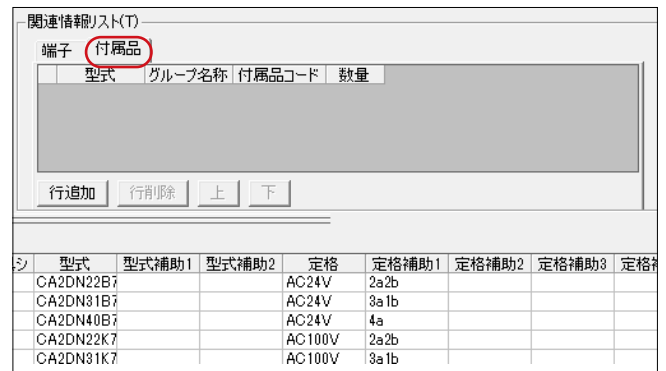 関連情報リスト(T)
端子 付属品
型式 グループ名称 付属品コード 数量
行追加 行削除 上 下
型式 型式補助1 型式補助2 定格 定格補助1 定格補助2 定格補助3
CA2DN22B7 AC24V 2a2b
CA2DN31B7 AC24V 3a1b
CA2DN40B7 AC24V 4a
CA2DN22K7 AC100V 2a2b
CA2DN31K7 AC100V 3a1b